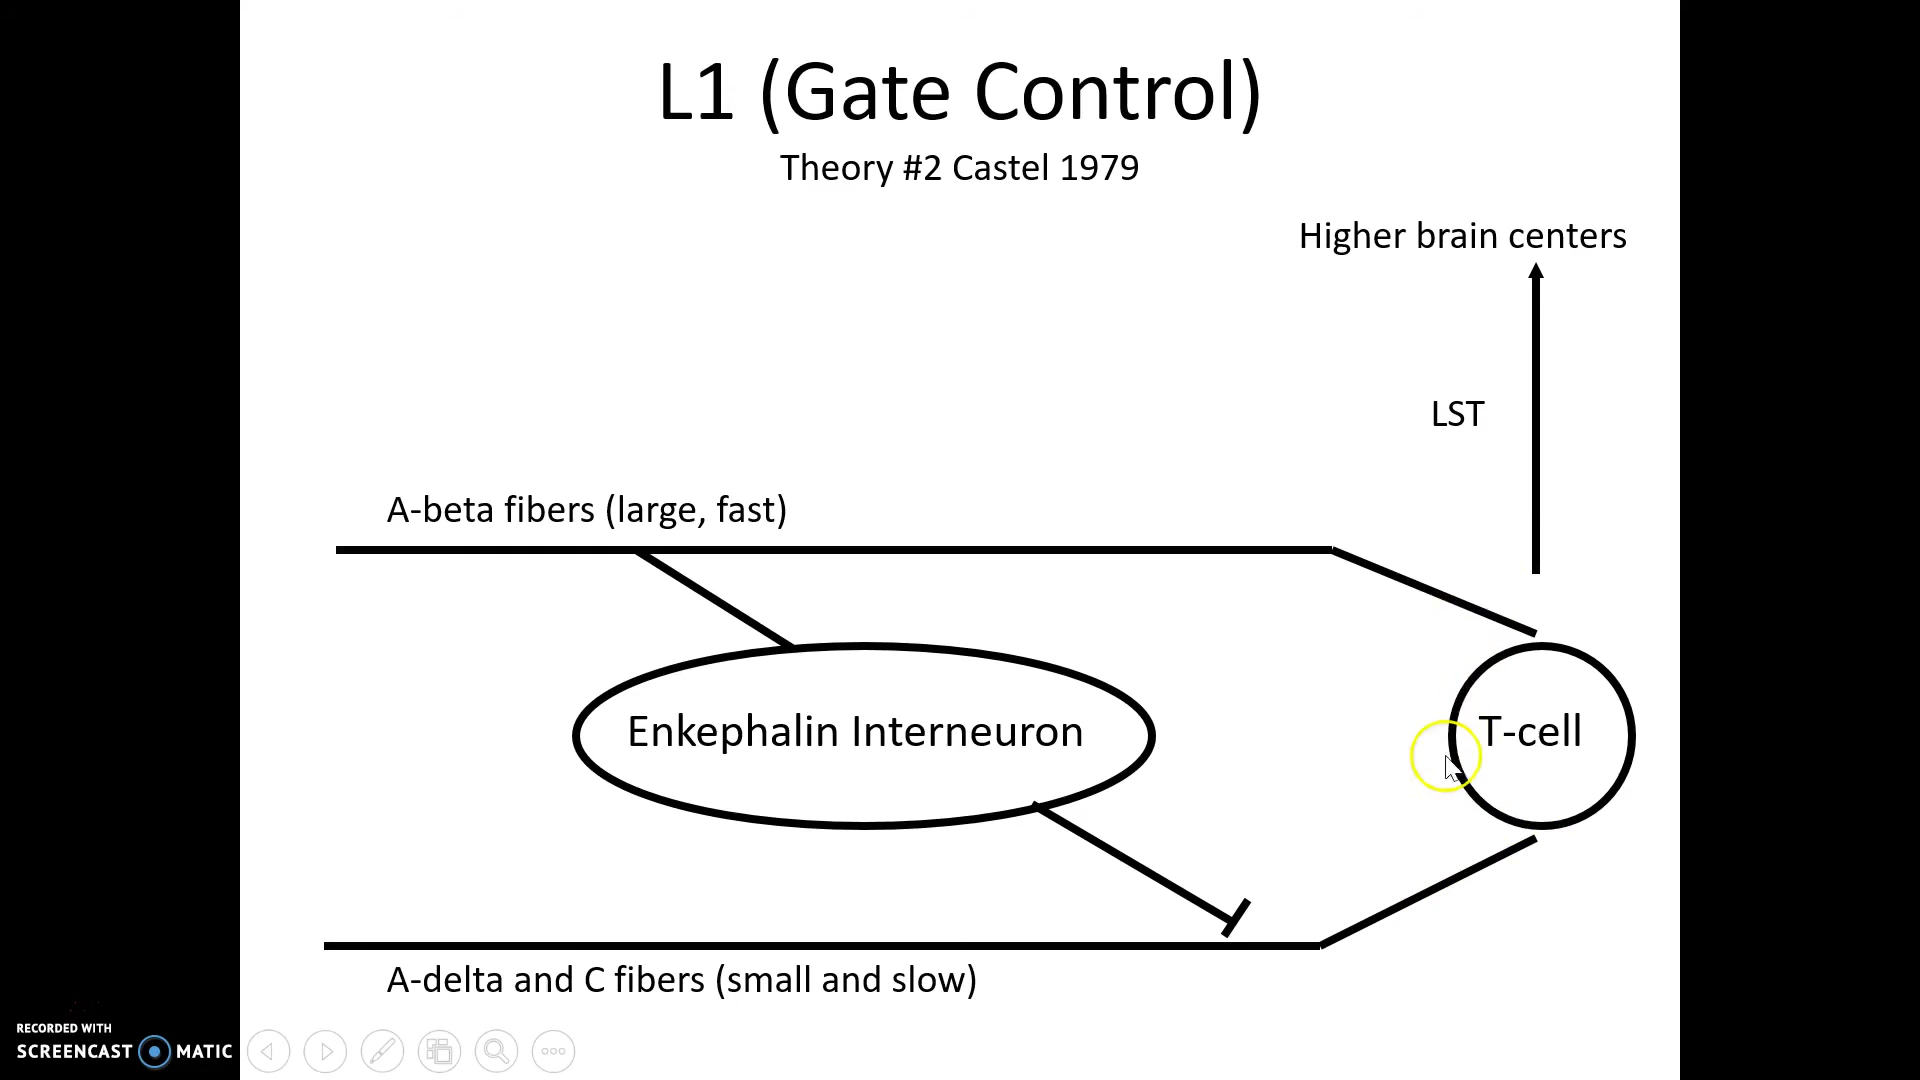 L1 (Gate Control)
Theory #2 Castel 1979
Higher brain centers
LST
A-beta fibers (large, fast)
Enkephalin Interneuron
T-cell
A-delta and C fibers (small and slow)
RECORDED WITH
SCREENCAST MATIC